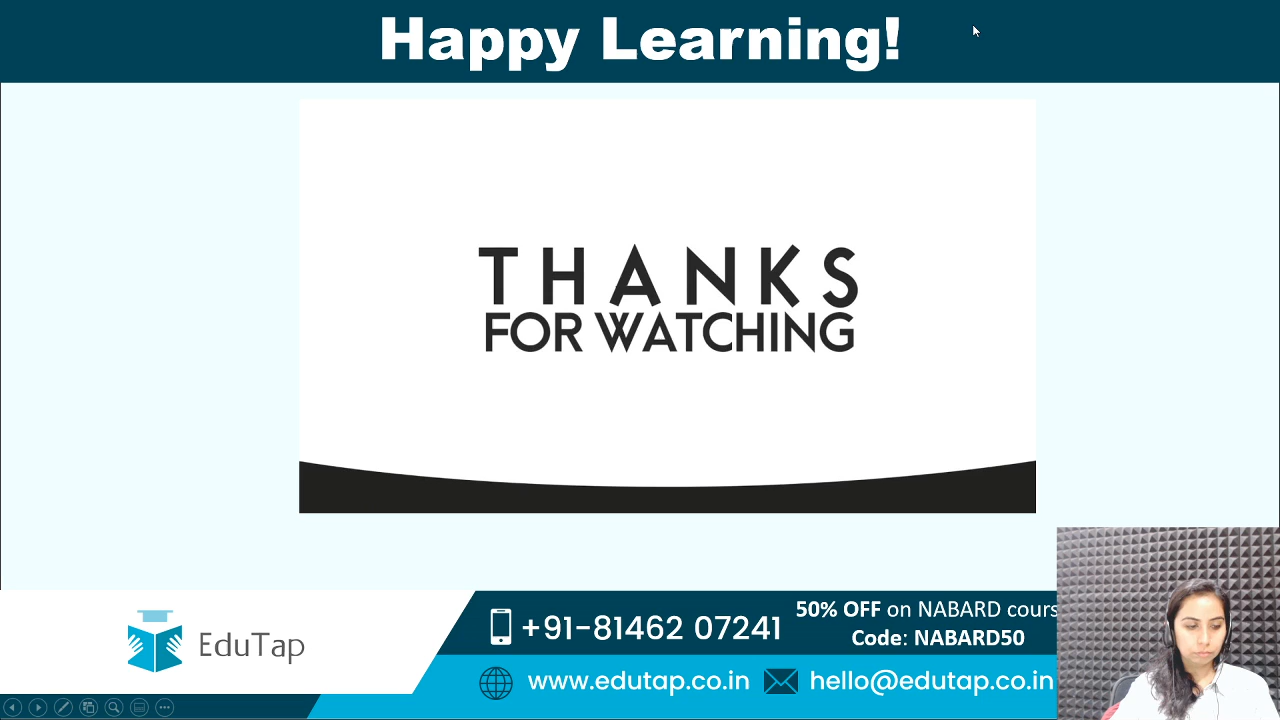 Happy Learning!
THANKS
FOR WATCHING
EduTap
+91-81462 07241
50% OFF on NABARD
Code: NABARD50
www.edutap.co.in
hello@edutap.co.in